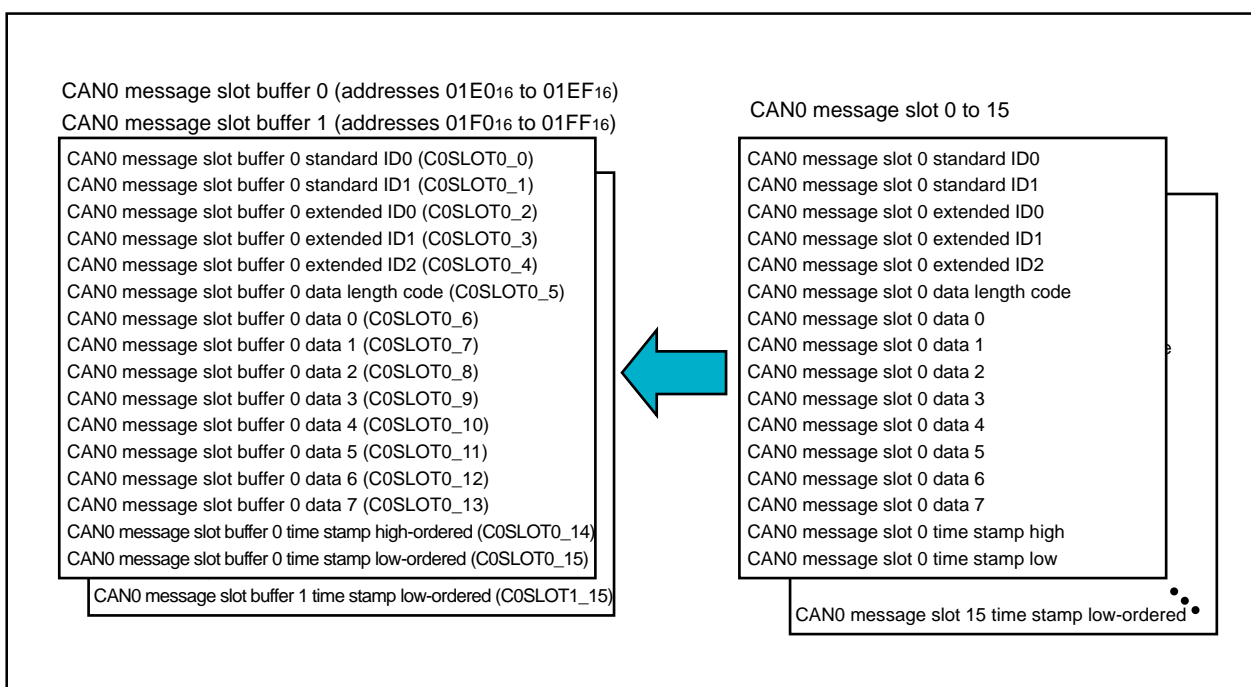 CAN0 message slot buffer 0 (addresses 01E016 to 01EF16)
CAN0 message slot buffer 1 (addresses 01F016 to 01FF16)
CAN0 message slot buffer 0 standard ID0 (C0SLOT0_0)
CAN0 message slot buffer 0 standard ID1 (C0SLOT0_1)
CAN0 message slot buffer 0 extended ID0 (C0SLOT0_2)
CAN0 message slot buffer 0 extended ID1 (C0SLOT0_3)
CAN0 message slot buffer 0 extended ID2 (C0SLOT0_4)
CAN0 message slot buffer 0 data length code (C0SLOT0_5)
CAN0 message slot buffer 0 data 0 (C0SLOT0_6)
CAN0 message slot buffer 0 data 1 (C0SLOT0_7)
CAN0 message slot buffer 0 data 2 (C0SLOT0_8)
CAN0 message slot buffer 0 data 3 (C0SLOT0_9)
CAN0 message slot buffer 0 data 4 (C0SLOT0_10)
CAN0 message slot buffer 0 data 5 (C0SLOT0_11)
CAN0 message slot buffer 0 data 6 (C0SLOT0_12)
CAN0 message slot buffer 0 data 7 (C0SLOT0_13)
CAN0 message slot buffer 0 time stamp high-ordered (C0SLOT0_14)
CAN0 message slot buffer 0 time stamp low-ordered (C0SLOT0_15)
CAN0 message slot buffer 1 time stamp low-ordered (C0SLOT1_15)
CAN0 message slot 0 to 15
CAN0 message slot 0 standard ID0
CAN0 message slot 0 standard ID1
CAN0 message slot 0 extended ID0
CAN0 message slot 0 extended ID1
CAN0 message slot 0 extended ID2
CAN0 message slot 0 data length code
CAN0 message slot 0 data 0
CAN0 message slot 0 data 1
CAN0 message slot 0 data 2
CAN0 message slot 0 data 3
CAN0 message slot 0 data 4
CAN0 message slot 0 data 5
CAN0 message slot 0 data 6
CAN0 message slot 0 data 7
CAN0 message slot 0 time stamp high
CAN0 message slot 0 time stamp low
CAN0 message slot 15 time stamp low-ordered